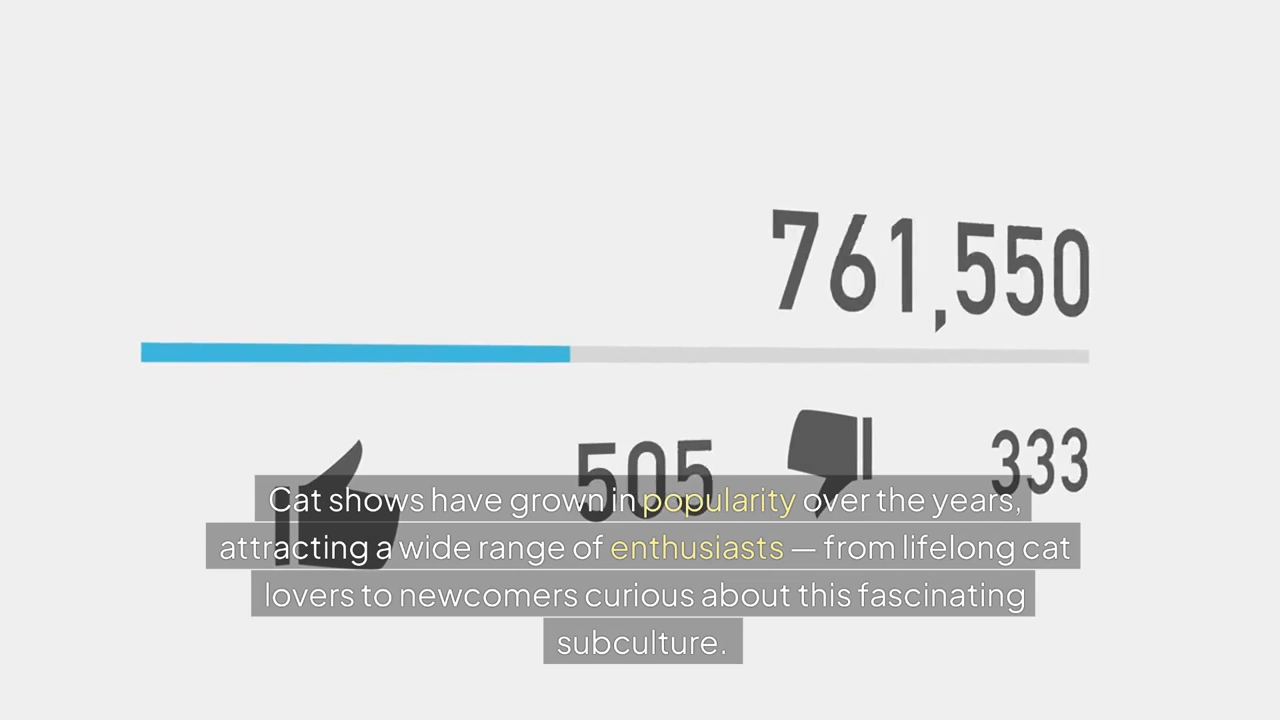 761,550
505
333
Cat shows have grown in popularity over the years,
attracting a wide range of enthusiasts — from lifelong cat
lovers to newcomers curious about this fascinating
subculture.